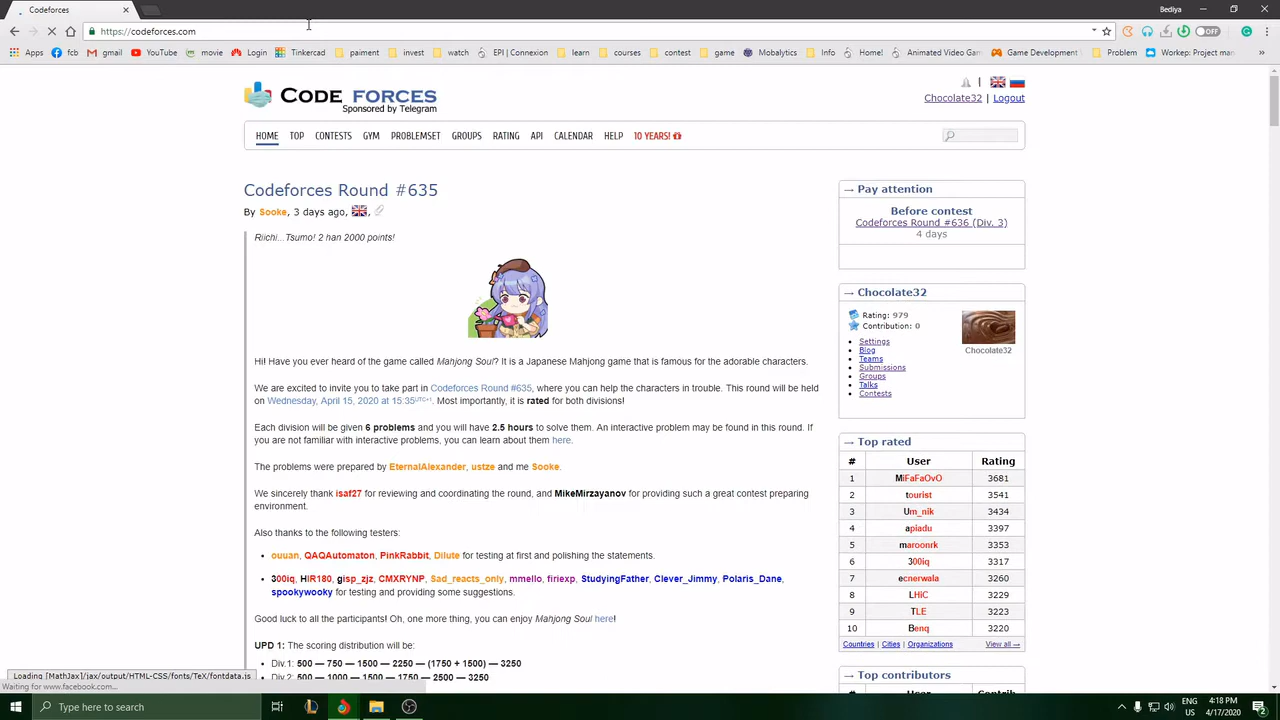 Codeforces
Bediya
https://codeforces.com
Apps fb gmail YouTube movie Login Tinkercad paiment invest watch EPI | Connexion learn courses contest game Mobalytics Info Home! Animated Video Game Development Problem Workep: Project man »
OFF
CODE FORCES
Sponsored by Telegram
Chocolate32 | Logout
HOME TOP CONTESTS GYM PROBLEMSET GROUPS RATING API CALENDAR HELP 10 YEARS!
Codeforces Round #635
By Sooke, 3 days ago,
Riichi...Tsumo! 2 han 2000 points!
Hi! Have you ever heard of the game called Mahjong Soul? It is a Japanese Mahjong game that is famous for the adorable characters.
We are excited to invite you to take part in Codeforces Round #635, where you can help the characters in trouble. This round will be held
on Wednesday, April 15, 2020 at 15:35UTC+1. Most importantly, it is rated for both divisions!
Each division will be given 6 problems and you will have 2.5 hours to solve them. An interactive problem may be found in this round. If
you are not familiar with interactive problems, you can learn about them here.
The problems were prepared by EternalAlexander, ustze and me Sooke.
We sincerely thank isaf27 for reviewing and coordinating the round, and MikeMirzayanov for providing such a great contest preparing
environment.
Also thanks to the following testers:
• ouuan, QAQAutomaton, PinkRabbit, Dilute for testing at first and polishing the statements.
• 300iq, HIR180, gisp_zjz, CMXRYNP, Sad_reacts_only, mmello, firiexp, StudyingFather, Clever_Jimmy, Polaris_Dane,
spookywooky for testing and providing some suggestions.
Good luck to all the participants! Oh, one more thing, you can enjoy Mahjong Soul here!
UPD 1: The scoring distribution will be:
• Div.1: 500 — 750 — 1500 — 2250 — (1750 + 1500) — 3250
• Div.2: 500 — 1000 — 1250 — 1750 — 2500 — 3250
→ Pay attention
Before contest
Codeforces Round #636 (Div. 3)
4 days
→ Chocolate32
Rating: 979
Contribution: 0
Settings
Blog
Teams
Submissions
Groups
Talks
Contests
Chocolate32
→ Top rated
# User Rating
1 MiFaFaOvO 3681
2 tourist 3541
3 Um_nik 3434
4 apiadu 3397
5 maroonrk 3353
6 300iq 3317
7 ecnerwala 3260
8 LHiC 3229
9 TLE 3223
10 Benq 3220
Countries | Cities | Organizations View all →
→ Top contributors
# User Contrib.
Loading [MathJax]/jax/output/HTML-CSS/fonts/TeX/fontdata.js
Waiting for www.facebook.com...
Type here to search
ENG
US
4:18 PM
4/17/2020
2